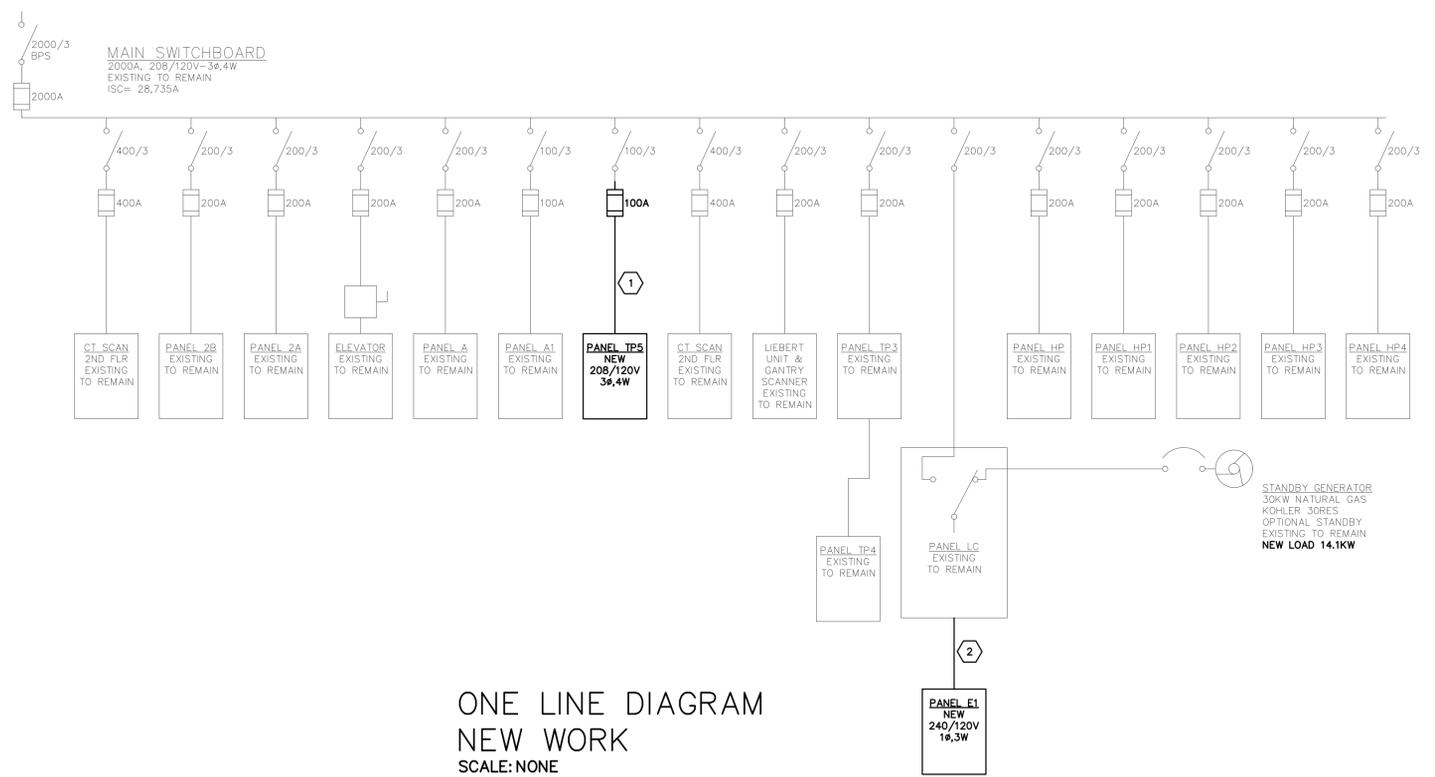 2000/3
BPS
2000A
MAIN SWITCHBOARD
2000A, 208/120V-3ø,4W
EXISTING TO REMAIN
ISC= 28,735A
400/3
200/3
200/3
200/3
200/3
100/3
100/3
400/3
200/3
200/3
200/3
200/3
200/3
200/3
200/3
200/3
400A
200A
200A
200A
200A
100A
100A
400A
200A
200A
200A
200A
200A
200A
200A
1
CT SCAN
2ND FLR
EXISTING
TO REMAIN
PANEL 2B
EXISTING
TO REMAIN
PANEL 2A
EXISTING
TO REMAIN
ELEVATOR
EXISTING
TO REMAIN
PANEL A
EXISTING
TO REMAIN
PANEL A1
EXISTING
TO REMAIN
PANEL TP5
NEW
208/120V
3ø,4W
CT SCAN
2ND FLR
EXISTING
TO REMAIN
LIEBERT
UNIT &
GANTRY
SCANNER
EXISTING
TO REMAIN
PANEL TP3
EXISTING
TO REMAIN
PANEL HP
EXISTING
TO REMAIN
PANEL HP1
EXISTING
TO REMAIN
PANEL HP2
EXISTING
TO REMAIN
PANEL HP3
EXISTING
TO REMAIN
PANEL HP4
EXISTING
TO REMAIN
STANDBY GENERATOR
30KW NATURAL GAS
KOHLER 30RES
OPTIONAL STANDBY
EXISTING TO REMAIN
NEW LOAD 14.1KW
PANEL TP4
EXISTING
TO REMAIN
PANEL LC
EXISTING
TO REMAIN
2
PANEL E1
NEW
240/120V
1ø,3W
ONE LINE DIAGRAM
NEW WORK
SCALE: NONE